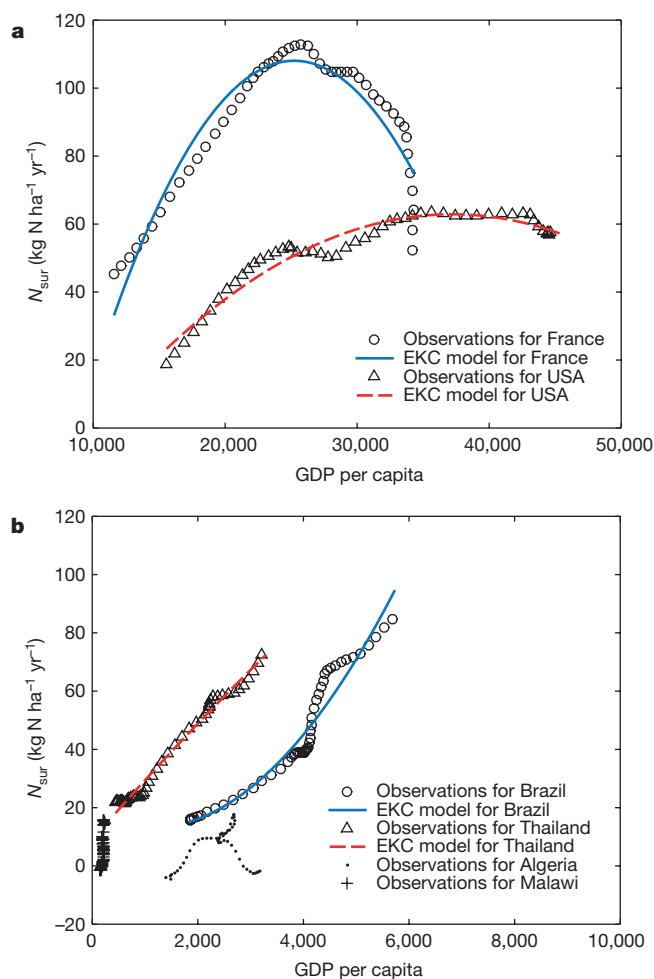 a
120
100
80
60
40
20
0
N_sur (kg N ha⁻¹ yr⁻¹)
Observations for France
EKC model for France
Observations for USA
EKC model for USA
10,000 20,000 30,000 40,000 50,000
GDP per capita
b
120
100
80
60
40
20
0
–20
N_sur (kg N ha⁻¹ yr⁻¹)
Observations for Brazil
EKC model for Brazil
Observations for Thailand
EKC model for Thailand
Observations for Algeria
Observations for Malawi
0 2,000 4,000 6,000 8,000 10,000
GDP per capita